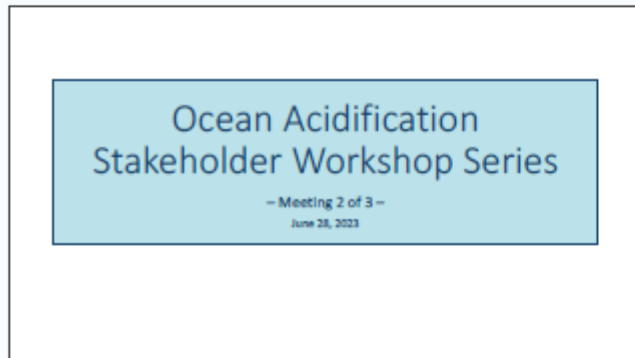 Ocean Acidification
Stakeholder Workshop Series
– Meeting 2 of 3 –
June 28, 2023